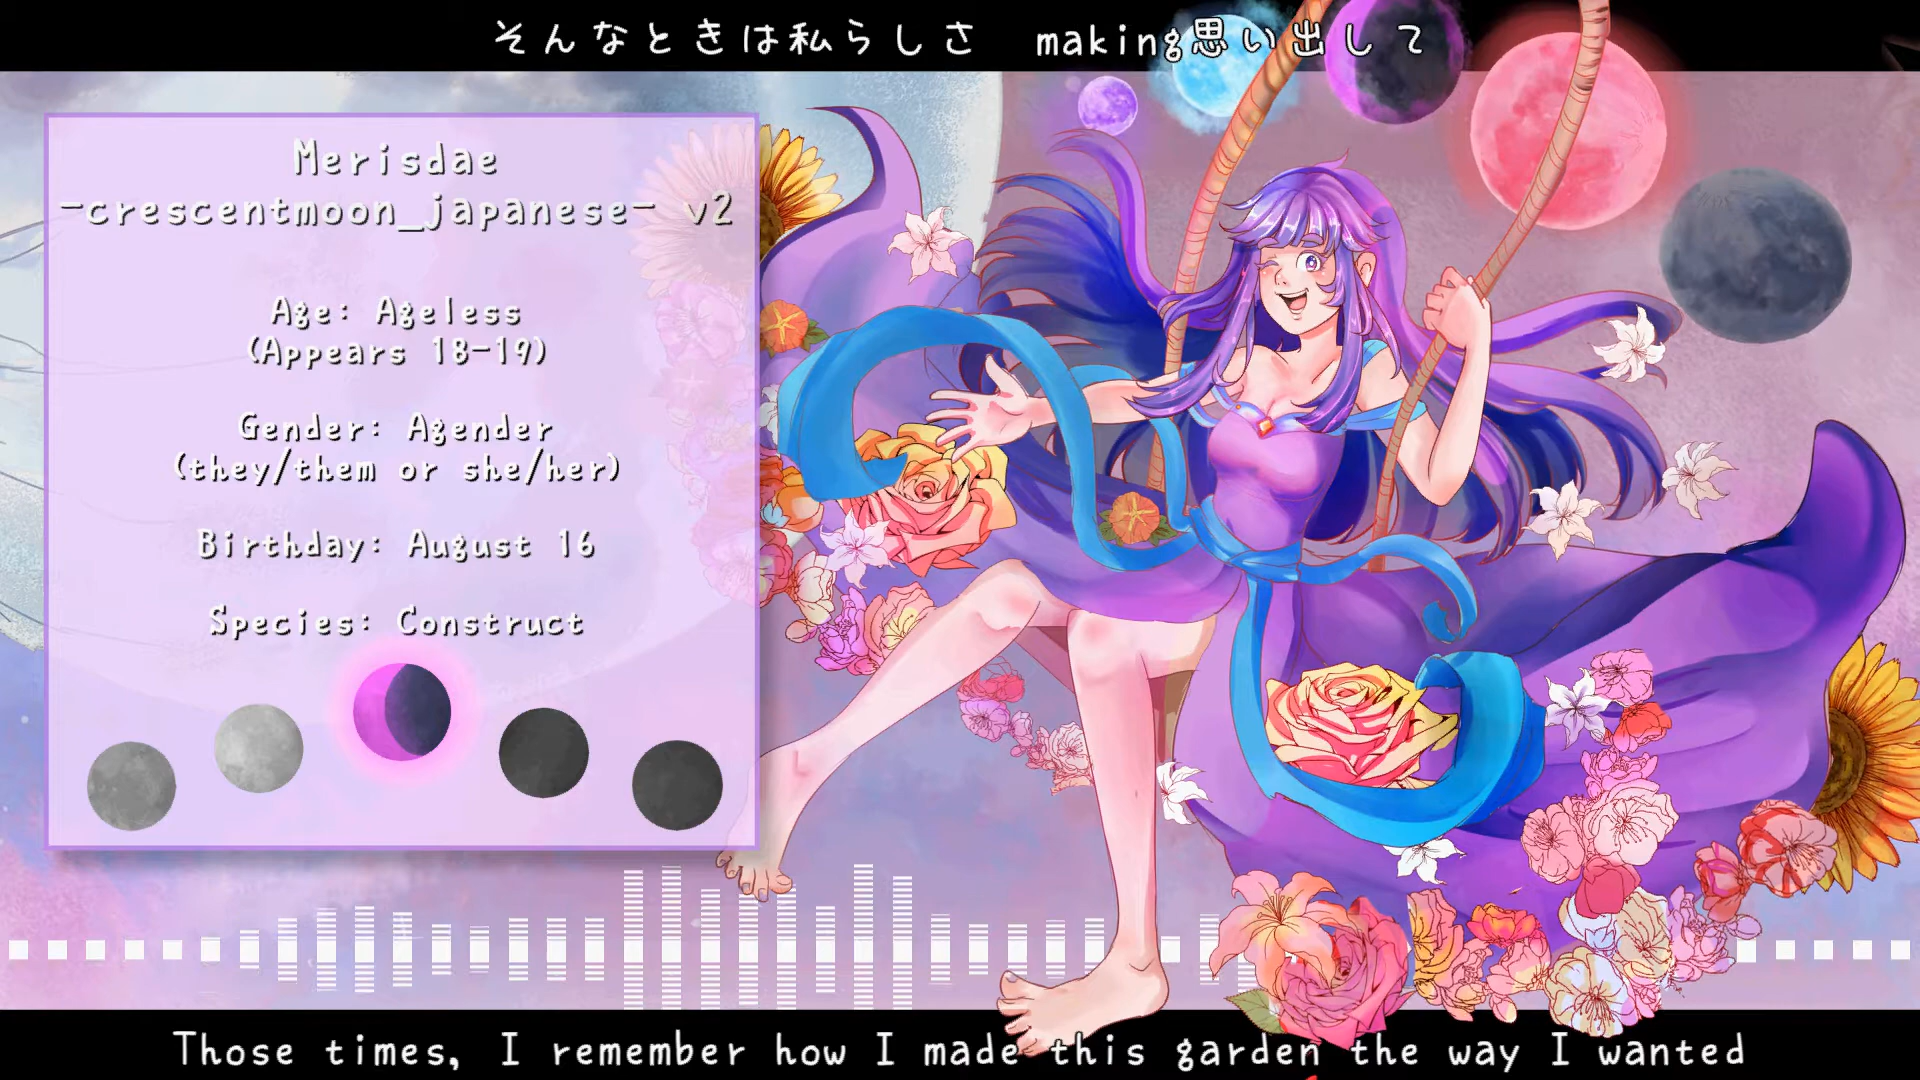 そんなときは私らしさ　making思い出して
Merisdae
-crescentmoon_japanese- v2
Age: Ageless
(Appears 18-19)
Gender: Agender
(they/them or she/her)
Birthday: August 16
Species: Construct
Those times, I remember how I made this garden the way I wanted